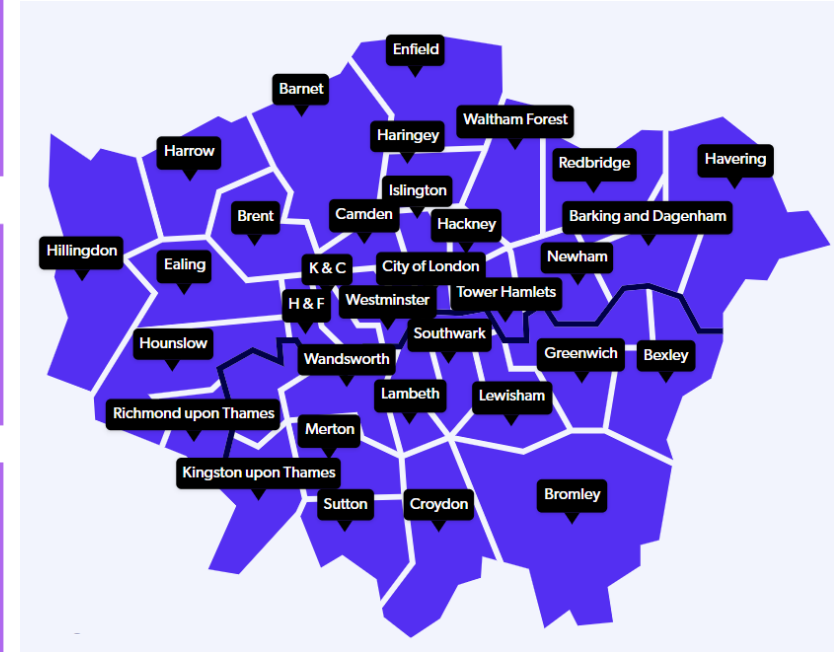 Enfield
Barnet
Waltham Forest
Haringey
Harrow
Redbridge
Havering
Islington
Camden
Brent
Hackney
Barking and Dagenham
Hillingdon
Ealing
K & C
City of London
Newham
H & F
Westminster
Tower Hamlets
Hounslow
Southwark
Wandsworth
Greenwich
Bexley
Lambeth
Lewisham
Richmond upon Thames
Merton
Kingston upon Thames
Sutton
Croydon
Bromley